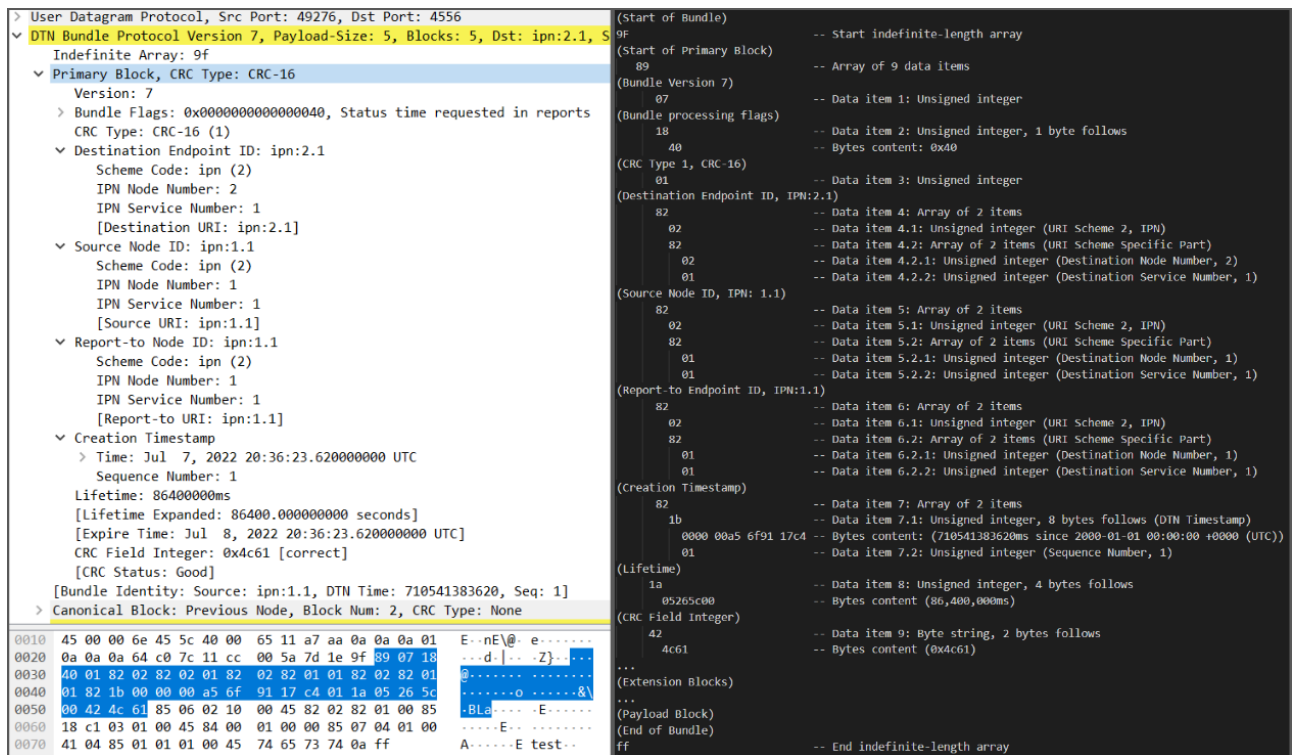 > User Datagram Protocol, Src Port: 49276, Dst Port: 4556
DTN Bundle Protocol Version 7, Payload-Size: 5, Blocks: 5, Dst: ipn:2.1, S
Indefinite Array: 9f
Primary Block, CRC Type: CRC-16
Version: 7
> Bundle Flags: 0x0000000000000040, Status time requested in reports
CRC Type: CRC-16 (1)
Destination Endpoint ID: ipn:2.1
Scheme Code: ipn (2)
IPN Node Number: 2
IPN Service Number: 1
[Destination URI: ipn:2.1]
Source Node ID: ipn:1.1
Scheme Code: ipn (2)
IPN Node Number: 1
IPN Service Number: 1
[Source URI: ipn:1.1]
Report-to Node ID: ipn:1.1
Scheme Code: ipn (2)
IPN Node Number: 1
IPN Service Number: 1
[Report-to URI: ipn:1.1]
Creation Timestamp
> Time: Jul  7, 2022 20:36:23.620000000 UTC
Sequence Number: 1
Lifetime: 86400000ms
[Lifetime Expanded: 86400.000000000 seconds]
[Expire Time: Jul  8, 2022 20:36:23.620000000 UTC]
CRC Field Integer: 0x4c61 [correct]
[CRC Status: Good]
[Bundle Identity: Source: ipn:1.1, DTN Time: 710541383620, Seq: 1]
> Canonical Block: Previous Node, Block Num: 2, CRC Type: None
0010 45 00 00 6e 45 5c 40 00 65 11 a7 aa 0a 0a 0a 01 E··nE\@· e·······
0020 0a 0a 0a 64 c0 7c 11 cc 00 5a 7d 1e 9f 89 07 18 ···d·|·· ·Z}·····
0030 40 01 82 02 82 02 01 82 02 82 01 01 82 02 82 01 @······· ········
0040 01 82 1b 00 00 00 a5 6f 91 17 c4 01 1a 05 26 5c ·······o ······&\
0050 00 42 4c 61 85 06 02 10 00 45 82 02 82 01 00 85 ·BLa···· ·E······
0060 18 c1 03 01 00 45 84 00 01 00 00 85 07 04 01 00 ·····E·· ········
0070 41 04 85 01 01 01 00 45 74 65 73 74 0a ff A······E test··
(Start of Bundle)
9F -- Start indefinite-length array
(Start of Primary Block)
89 -- Array of 9 data items
(Bundle Version 7)
07 -- Data item 1: Unsigned integer
(Bundle processing flags)
18 -- Data item 2: Unsigned integer, 1 byte follows
40 -- Bytes content: 0x40
(CRC Type 1, CRC-16)
01 -- Data item 3: Unsigned integer
(Destination Endpoint ID, IPN:2.1)
82 -- Data item 4: Array of 2 items
02 -- Data item 4.1: Unsigned integer (URI Scheme 2, IPN)
82 -- Data item 4.2: Array of 2 items (URI Scheme Specific Part)
02 -- Data item 4.2.1: Unsigned integer (Destination Node Number, 2)
01 -- Data item 4.2.2: Unsigned integer (Destination Service Number, 1)
(Source Node ID, IPN: 1.1)
82 -- Data item 5: Array of 2 items
02 -- Data item 5.1: Unsigned integer (URI Scheme 2, IPN)
82 -- Data item 5.2: Array of 2 items (URI Scheme Specific Part)
01 -- Data item 5.2.1: Unsigned integer (Destination Node Number, 1)
01 -- Data item 5.2.2: Unsigned integer (Destination Service Number, 1)
(Report-to Endpoint ID, IPN:1.1)
82 -- Data item 6: Array of 2 items
02 -- Data item 6.1: Unsigned integer (URI Scheme 2, IPN)
82 -- Data item 6.2: Array of 2 items (URI Scheme Specific Part)
01 -- Data item 6.2.1: Unsigned integer (Destination Node Number, 1)
01 -- Data item 6.2.2: Unsigned integer (Destination Service Number, 1)
(Creation Timestamp)
82 -- Data item 7: Array of 2 items
1b -- Data item 7.1: Unsigned integer, 8 bytes follows (DTN Timestamp)
0000 00a5 6f91 17c4 -- Bytes content: (710541383620ms since 2000-01-01 00:00:00 +0000 (UTC))
01 -- Data item 7.2: Unsigned integer (Sequence Number, 1)
(Lifetime)
1a -- Data item 8: Unsigned integer, 4 bytes follows
05265c00 -- Bytes content (86,400,000ms)
(CRC Field Integer)
42 -- Data item 9: Byte string, 2 bytes follows
4c61 -- Bytes content (0x4c61)
...
(Extension Blocks)
...
(Payload Block)
(End of Bundle)
ff -- End indefinite-length array